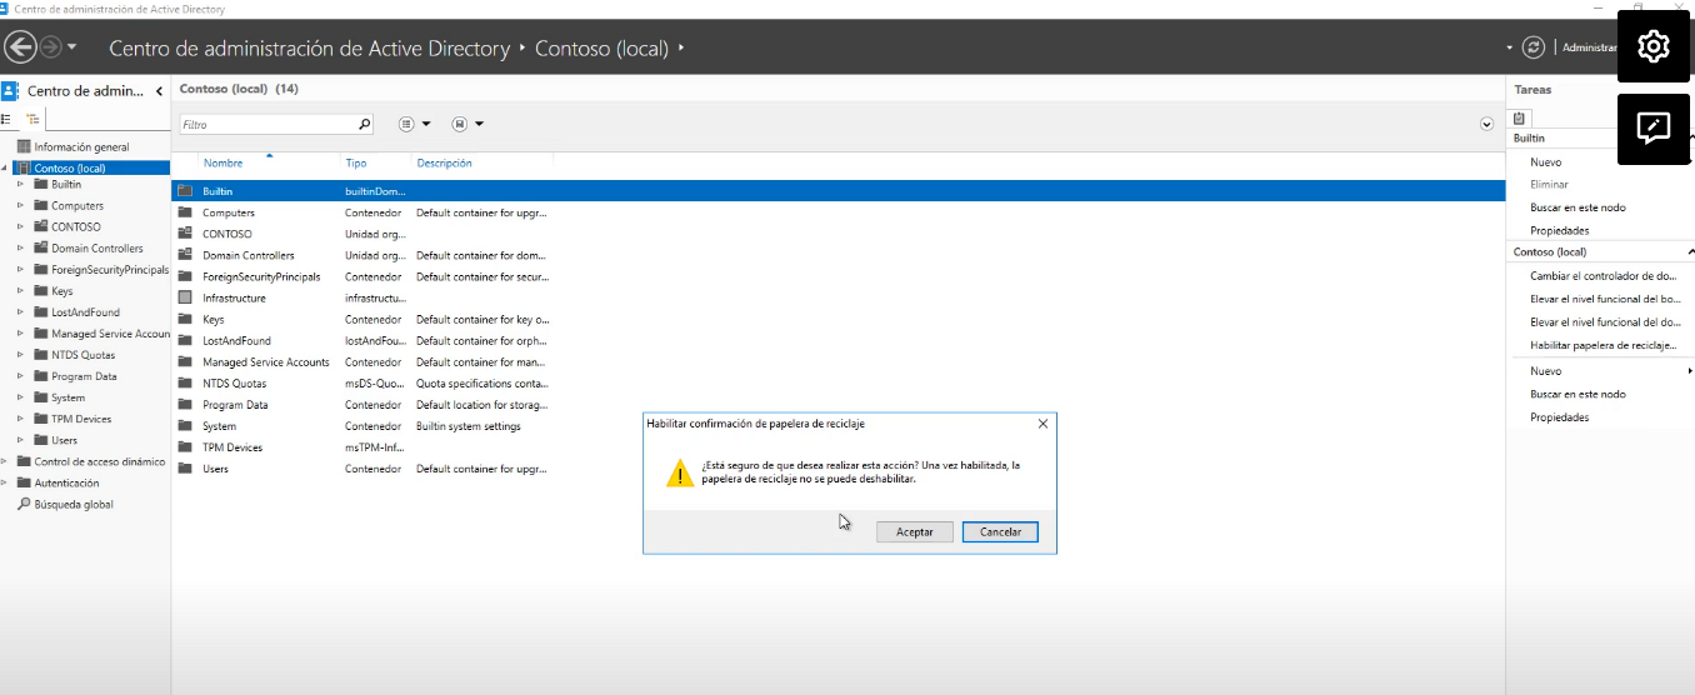 Centro de administración de Active Directory
Centro de administración de Active Directory • Contoso (local) •
Administrar
Centro de admin...
Información general
Contoso (local)
Builtin
Computers
CONTOSO
Domain Controllers
ForeignSecurityPrincipals
Keys
LostAndFound
Managed Service Accoun
NTDS Quotas
Program Data
System
TPM Devices
Users
Control de acceso dinámico
Autenticación
Búsqueda global
Contoso (local) (14)
Filtro
Nombre Tipo Descripción
Builtin builtinDom...
Computers Contenedor Default container for upgr...
CONTOSO Unidad org...
Domain Controllers Unidad org... Default container for dom...
ForeignSecurityPrincipals Contenedor Default container for secur...
Infrastructure infrastructu...
Keys Contenedor Default container for key o...
LostAndFound lostAndFou... Default container for orph...
Managed Service Accounts Contenedor Default container for man...
NTDS Quotas msDS-Quo... Quota specifications conta...
Program Data Contenedor Default location for storag...
System Contenedor Builtin system settings
TPM Devices msTPM-Inf...
Users Contenedor Default container for upgr...
Habilitar confirmación de papelera de reciclaje
¿Está seguro de que desea realizar esta acción? Una vez habilitada, la
papelera de reciclaje no se puede deshabilitar.
Aceptar Cancelar
Tareas
Builtin
Nuevo
Eliminar
Buscar en este nodo
Propiedades
Contoso (local)
Cambiar el controlador de do...
Elevar el nivel funcional del bo...
Elevar el nivel funcional del do...
Habilitar papelera de reciclaje...
Nuevo
Buscar en este nodo
Propiedades